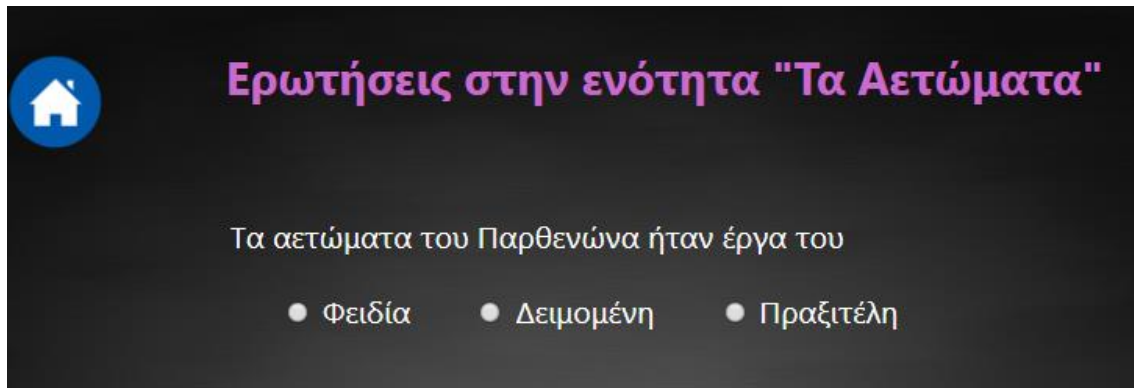 Ερωτήσεις στην ενότητα "Τα Αετώματα"
Τα αετώματα του Παρθενώνα ήταν έργα του
Φειδία Δειμομένη Πραξιτέλη